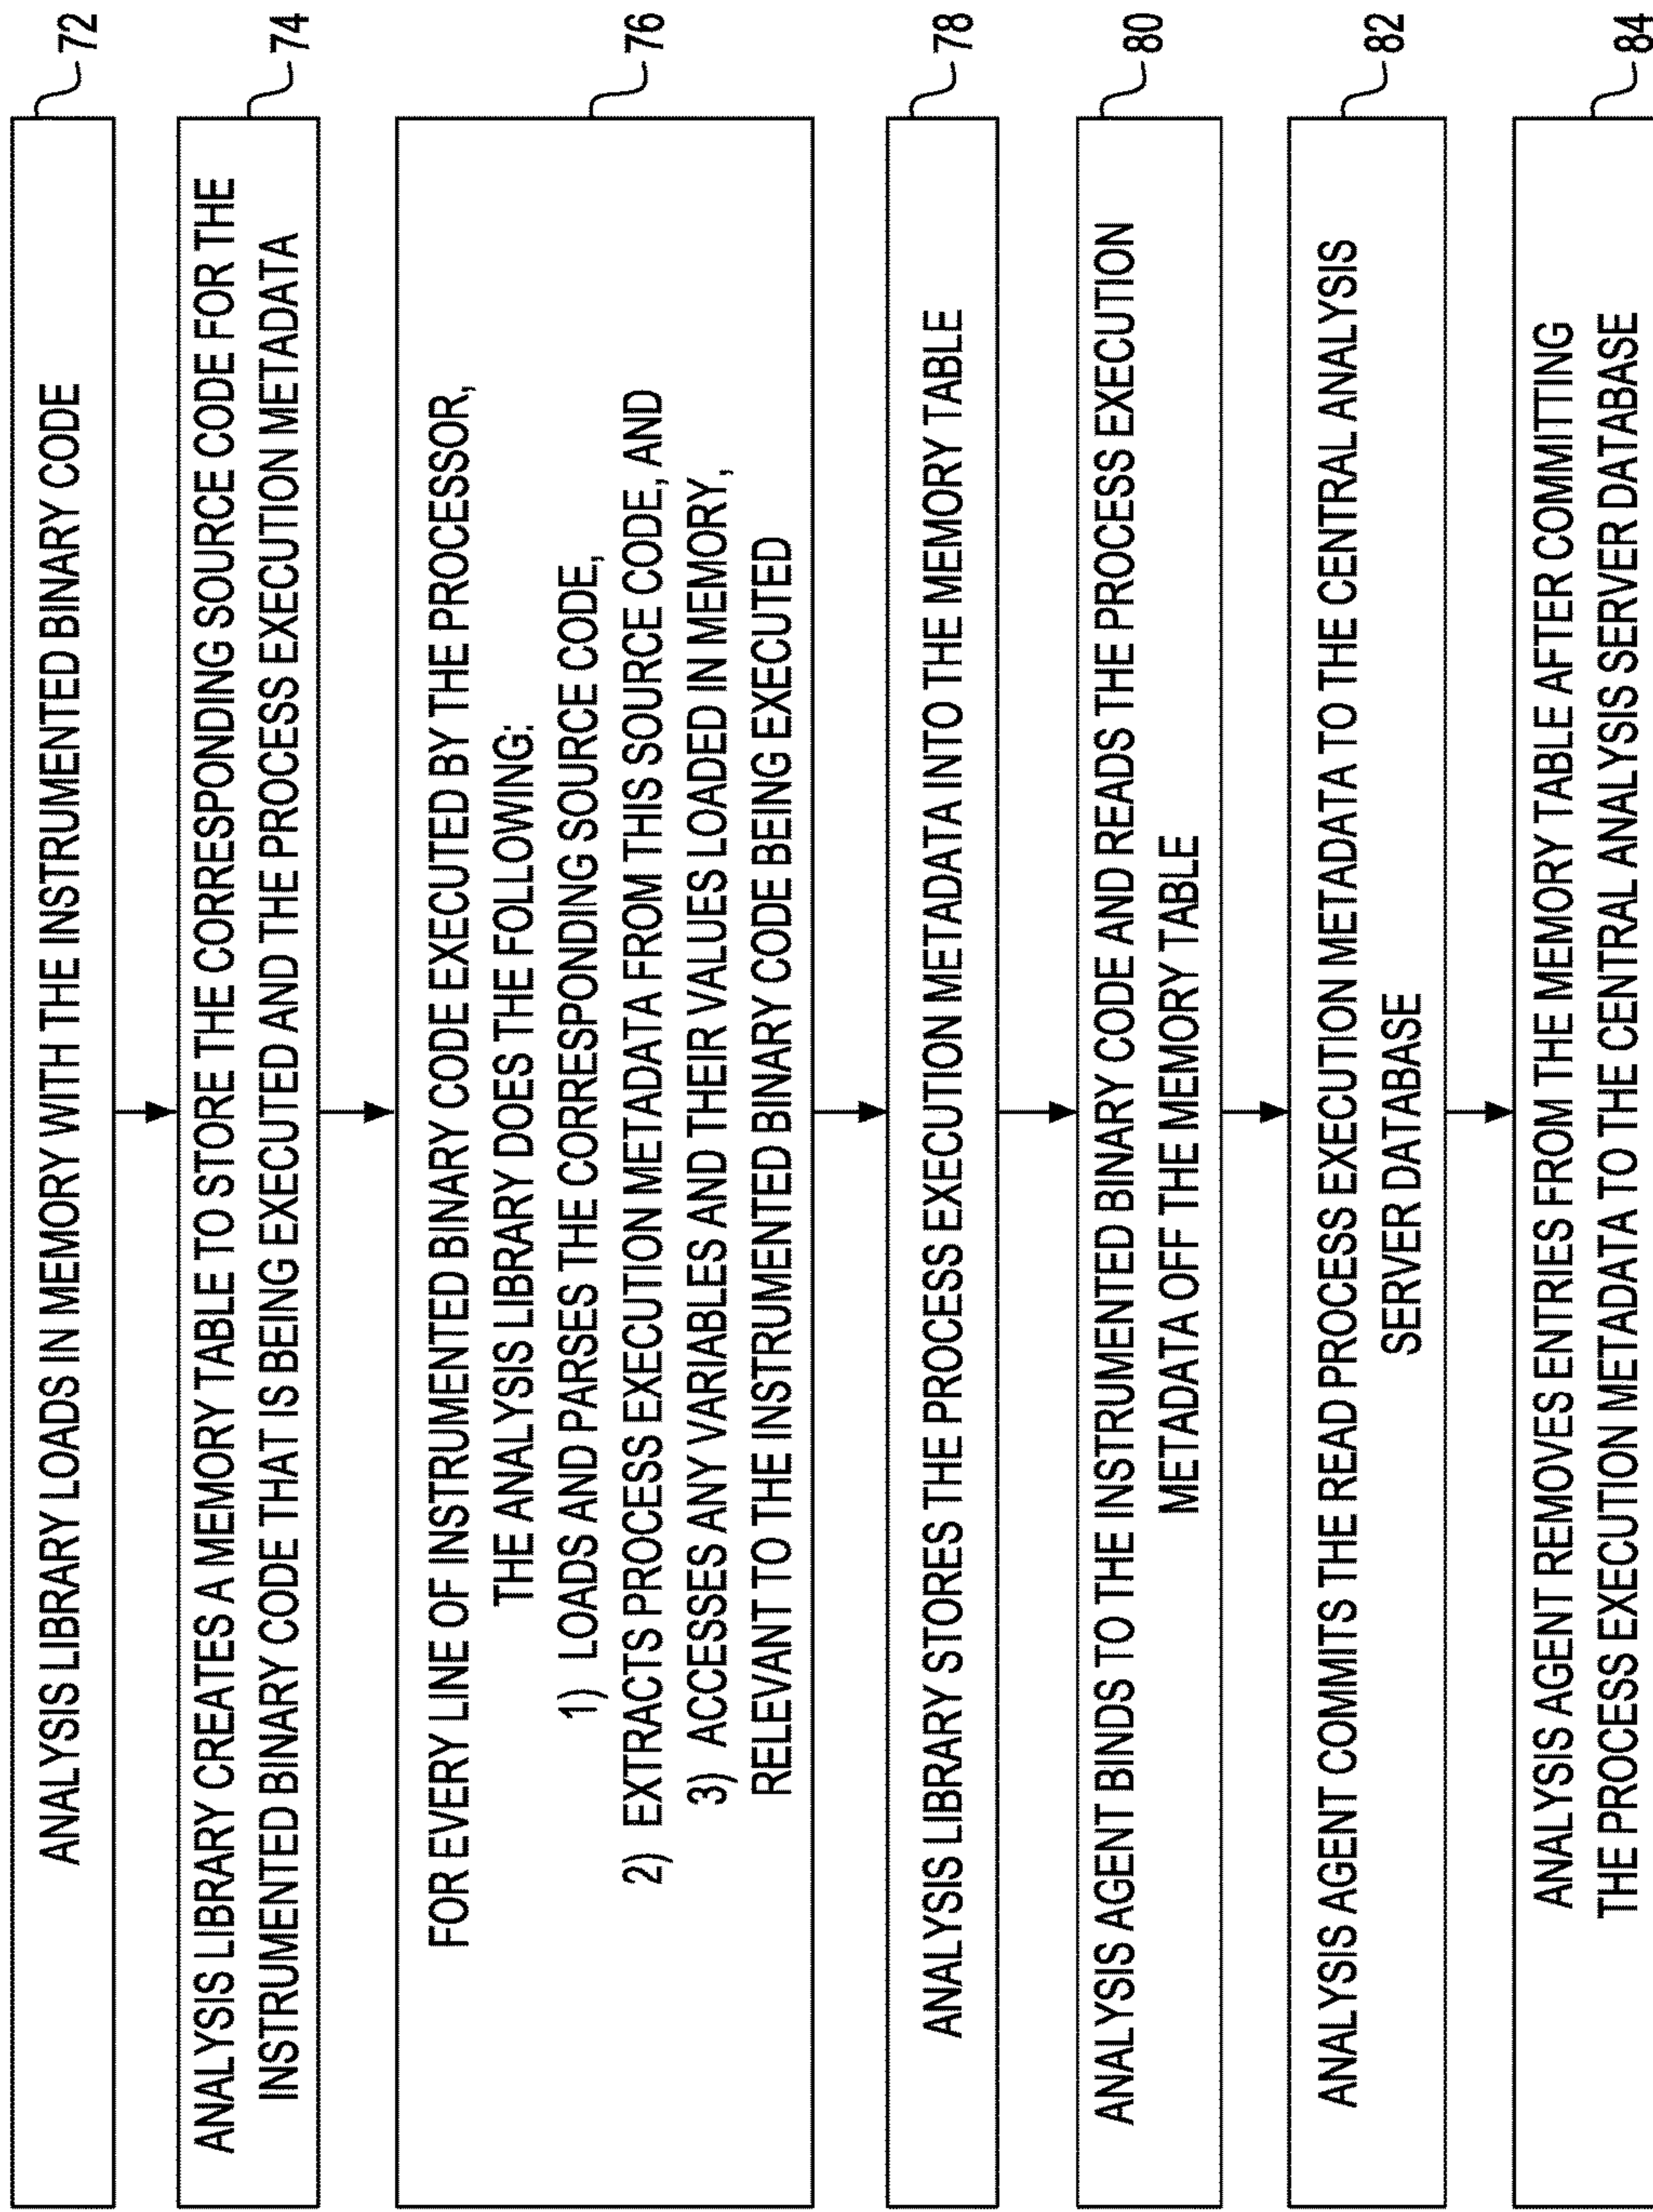 ANALYSIS LIBRARY LOADS IN MEMORY WITH THE INSTRUMENTED BINARY CODE
72
ANALYSIS LIBRARY CREATES A MEMORY TABLE TO STORE THE CORRESPONDING SOURCE CODE FOR THE
INSTRUMENTED BINARY CODE THAT IS BEING EXECUTED AND THE PROCESS EXECUTION METADATA
74
FOR EVERY LINE OF INSTRUMENTED BINARY CODE EXECUTED BY THE PROCESSOR,
THE ANALYSIS LIBRARY DOES THE FOLLOWING:
1) LOADS AND PARSES THE CORRESPONDING SOURCE CODE,
2) EXTRACTS PROCESS EXECUTION METADATA FROM THIS SOURCE CODE, AND
3) ACCESSES ANY VARIABLES AND THEIR VALUES LOADED IN MEMORY,
RELEVANT TO THE INSTRUMENTED BINARY CODE BEING EXECUTED
76
ANALYSIS LIBRARY STORES THE PROCESS EXECUTION METADATA INTO THE MEMORY TABLE
78
ANALYSIS AGENT BINDS TO THE INSTRUMENTED BINARY CODE AND READS THE PROCESS EXECUTION
METADATA OFF THE MEMORY TABLE
80
ANALYSIS AGENT COMMITS THE READ PROCESS EXECUTION METADATA TO THE CENTRAL ANALYSIS
SERVER DATABASE
82
ANALYSIS AGENT REMOVES ENTRIES FROM THE MEMORY TABLE AFTER COMMITTING
THE PROCESS EXECUTION METADATA TO THE CENTRAL ANALYSIS SERVER DATABASE
84